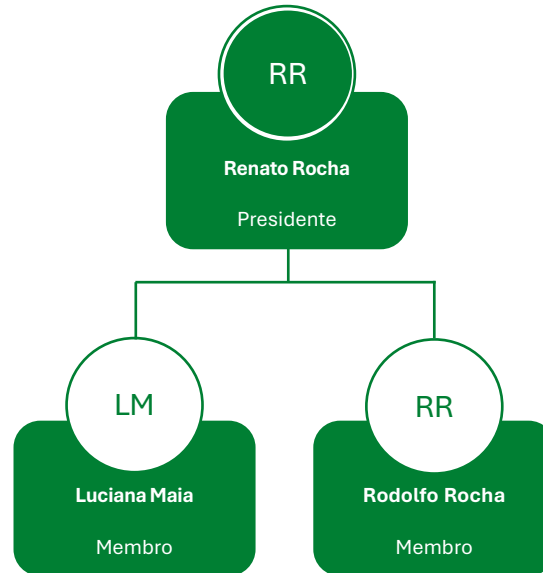 RR
Renato Rocha
Presidente
LM
Luciana Maia
Membro
RR
Rodolfo Rocha
Membro